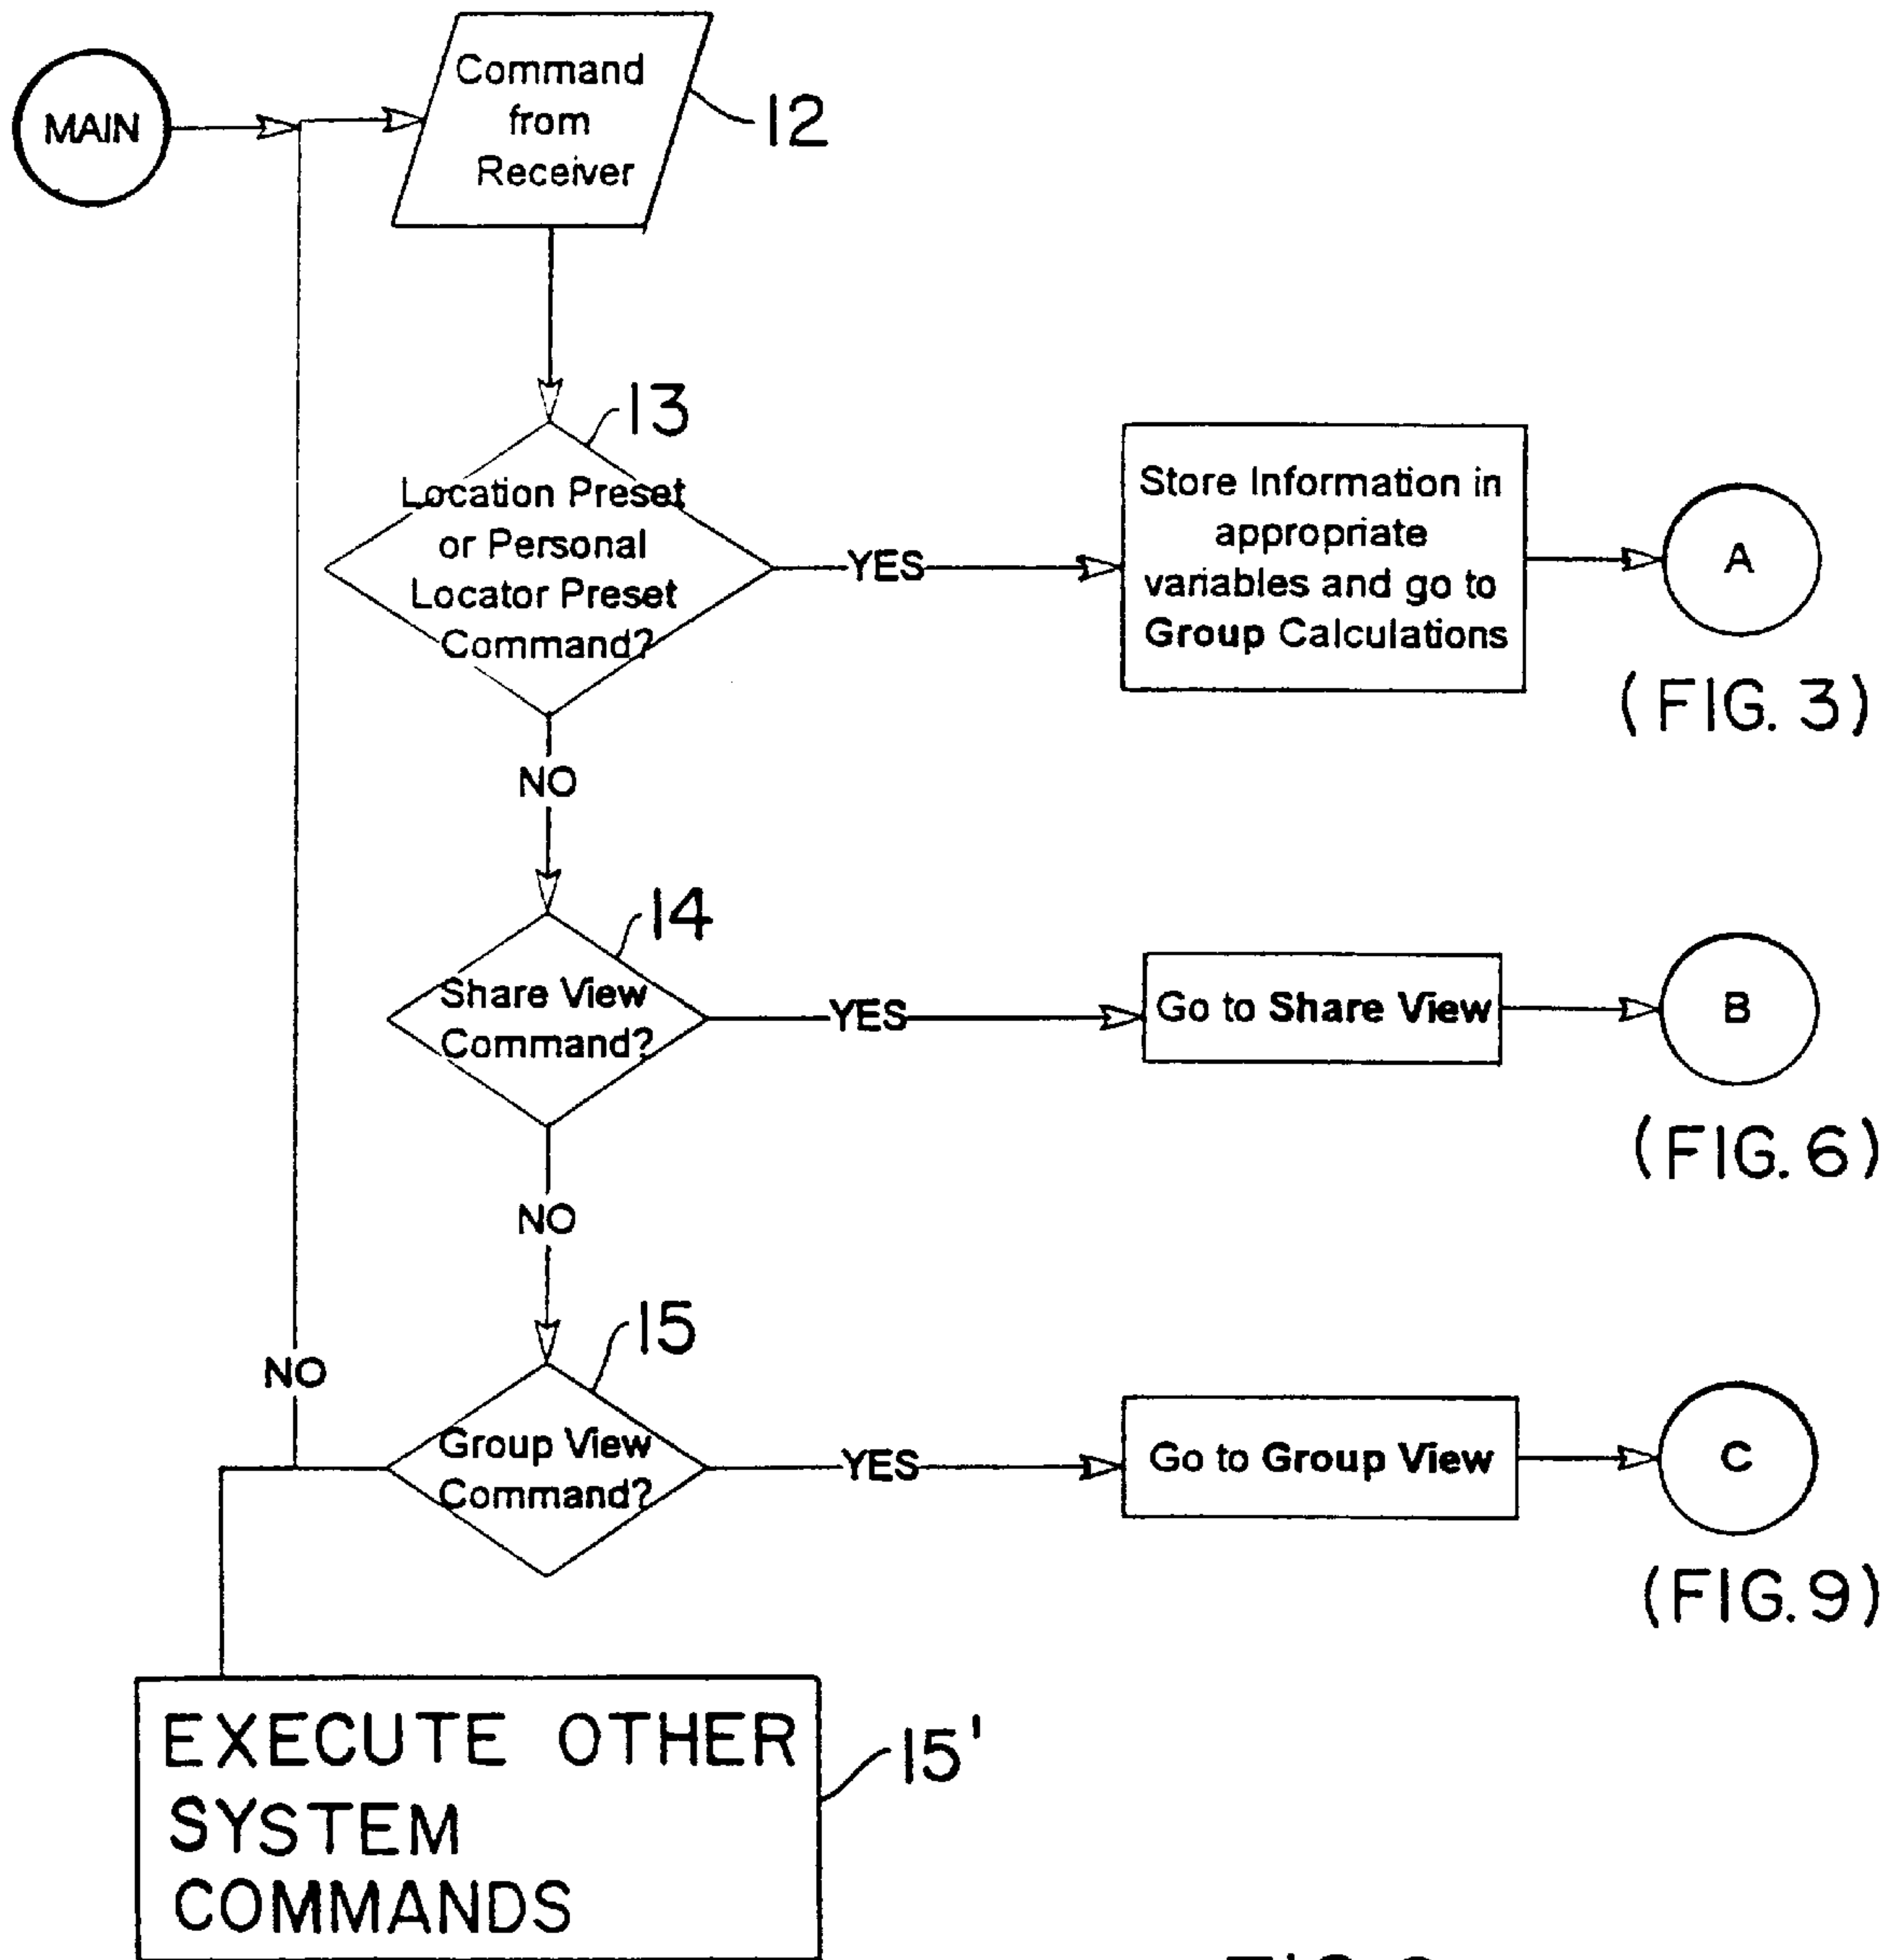 MAIN
Command
from
Receiver
12
13
Location Preset
or Personal
Locator Preset
Command?
YES
Store Information in
appropriate
variables and go to
Group Calculations
A
(FIG. 3)
NO
14
Share View
Command?
YES
Go to Share View
B
(FIG. 6)
NO
15
NO
Group View
Command?
YES
Go to Group View
C
(FIG. 9)
EXECUTE OTHER
SYSTEM
COMMANDS
15'